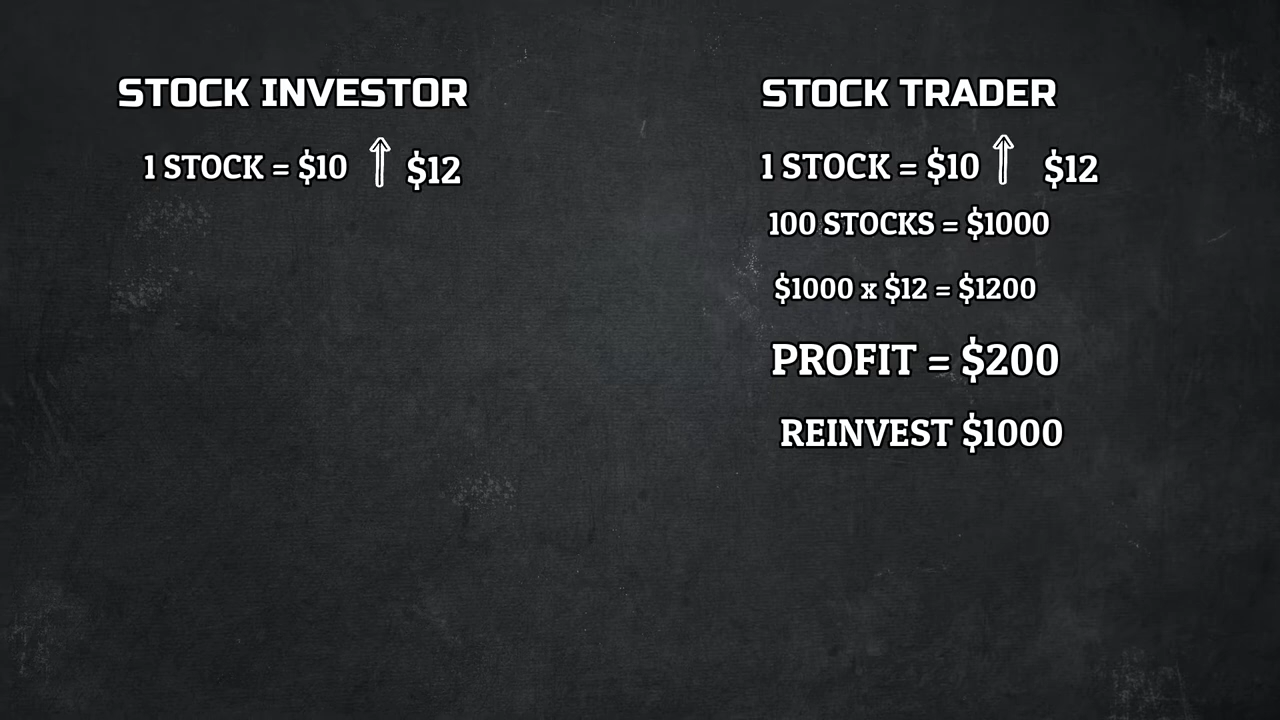 STOCK INVESTOR
1 STOCK = $10 $12
STOCK TRADER
1 STOCK = $10 $12
100 STOCKS = $1000
$1000 x $12 = $1200
PROFIT = $200
REINVEST $1000